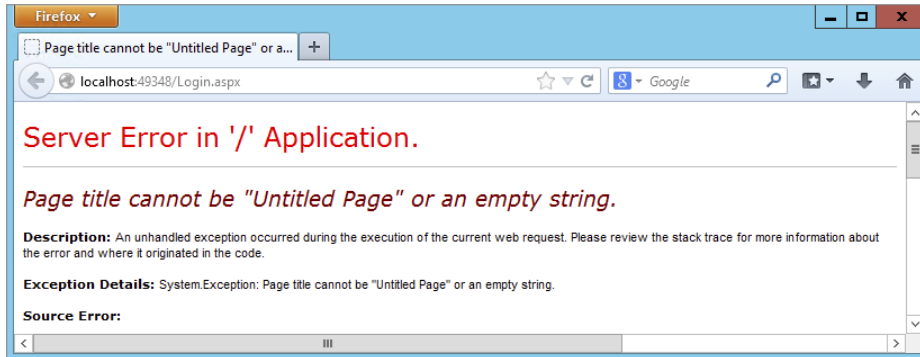 Firefox
Page title cannot be "Untitled Page" or a...
localhost:49348/Login.aspx
Google
Server Error in '/' Application.
Page title cannot be "Untitled Page" or an empty string.
Description: An unhandled exception occurred during the execution of the current web request. Please review the stack trace for more information about
the error and where it originated in the code.
Exception Details: System.Exception: Page title cannot be "Untitled Page" or an empty string.
Source Error: